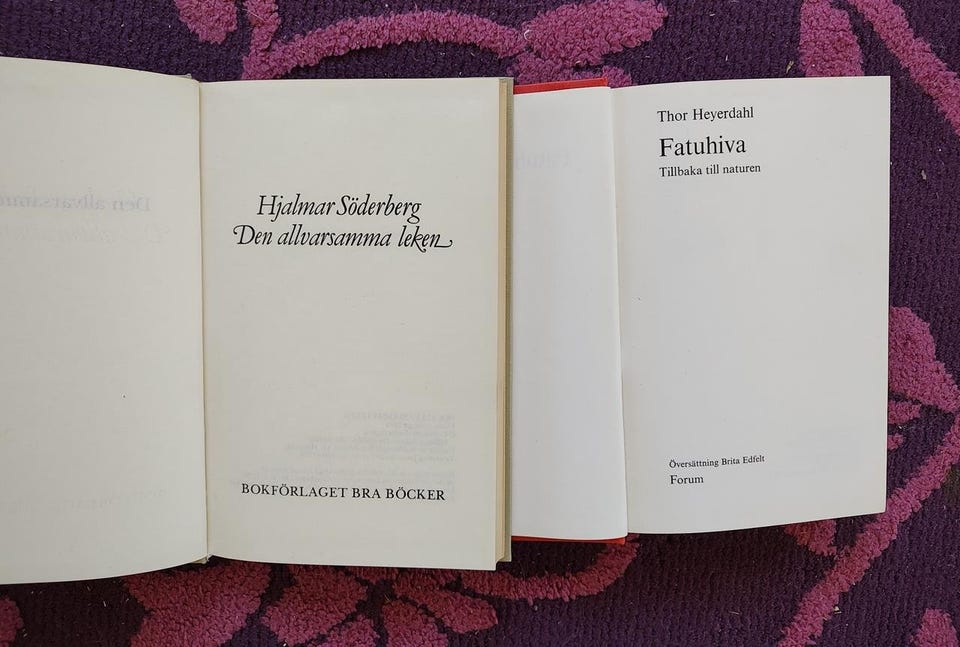 Hjalmar Söderberg
Den allvarsamma leken
BOKFÖRLAGET BRA BÖCKER
Thor Heyerdahl
Fatuhiva
Tillbaka till naturen
Översättning Brita Edfelt
Forum